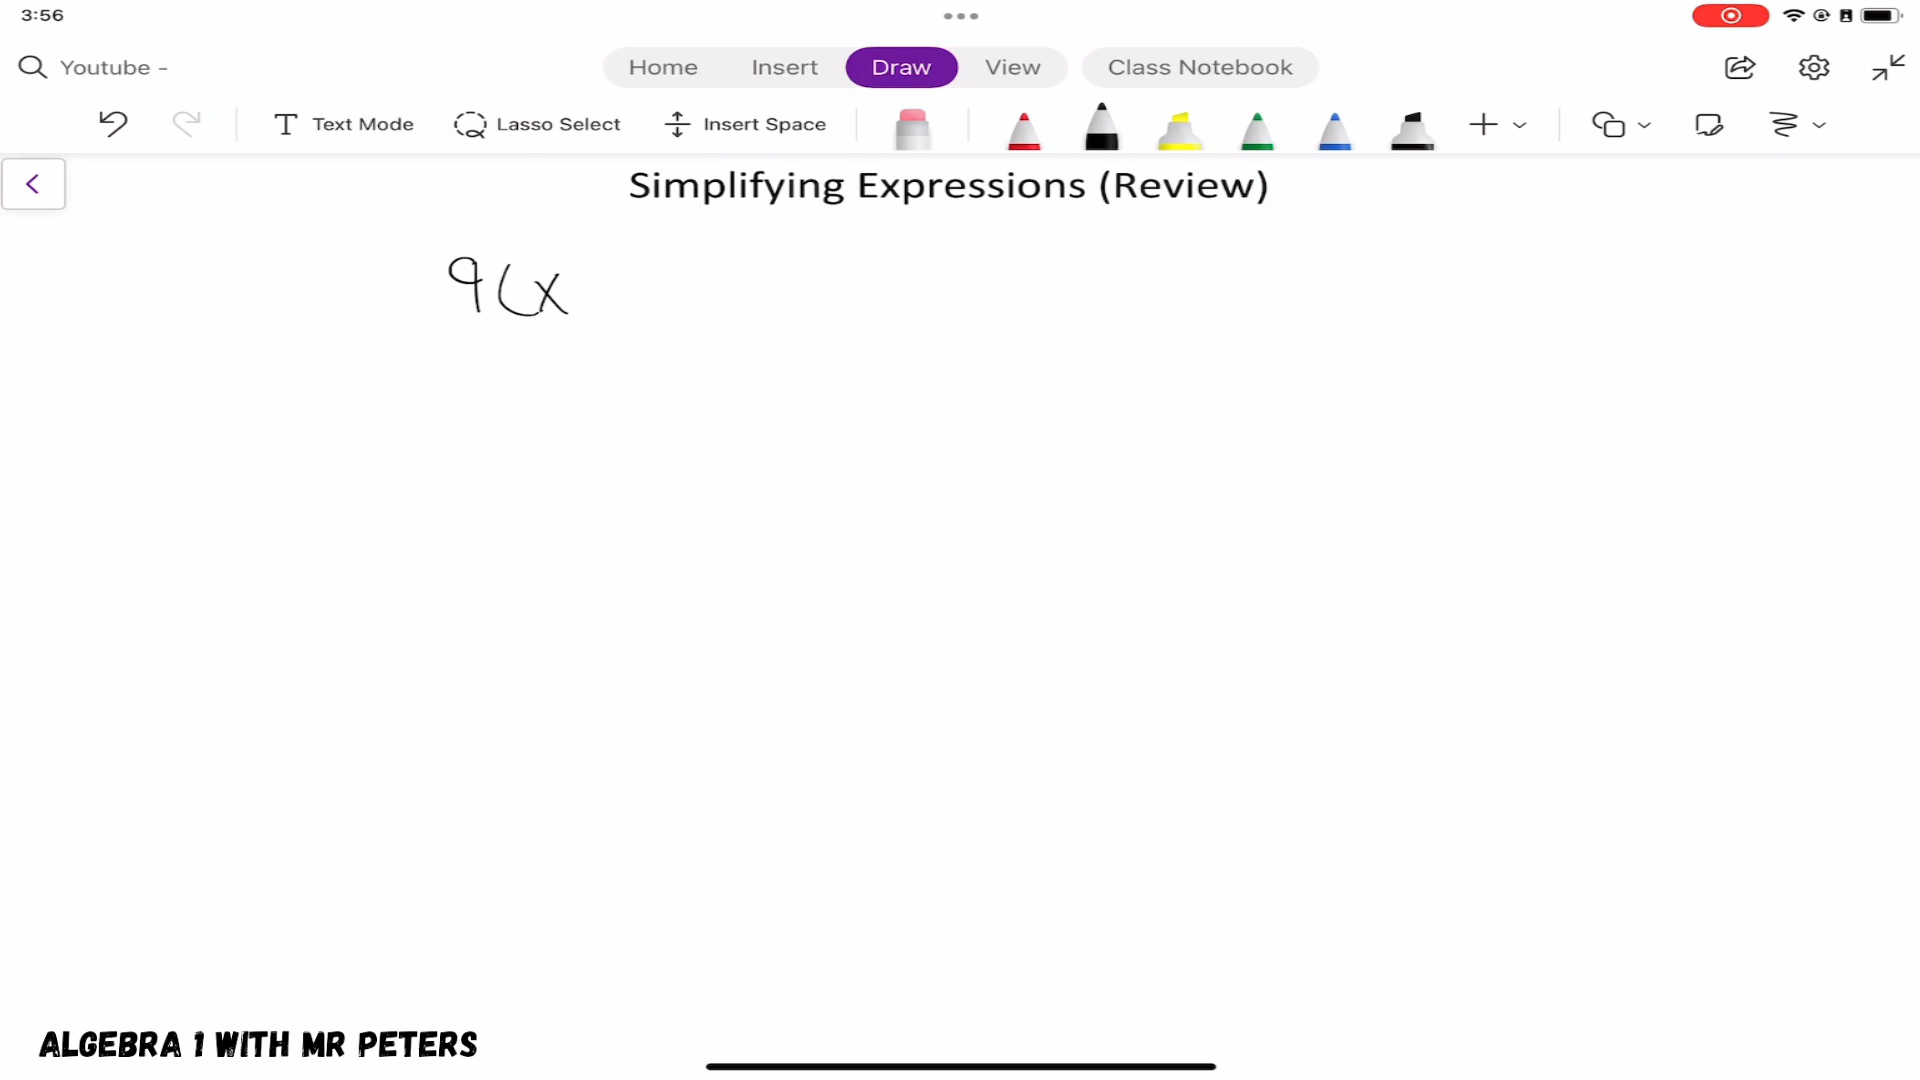 3:56
Youtube -
Home Insert Draw View Class Notebook
Text Mode Lasso Select Insert Space
Simplifying Expressions (Review)
9(x
ALGEBRA 1 WITH MR PETERS